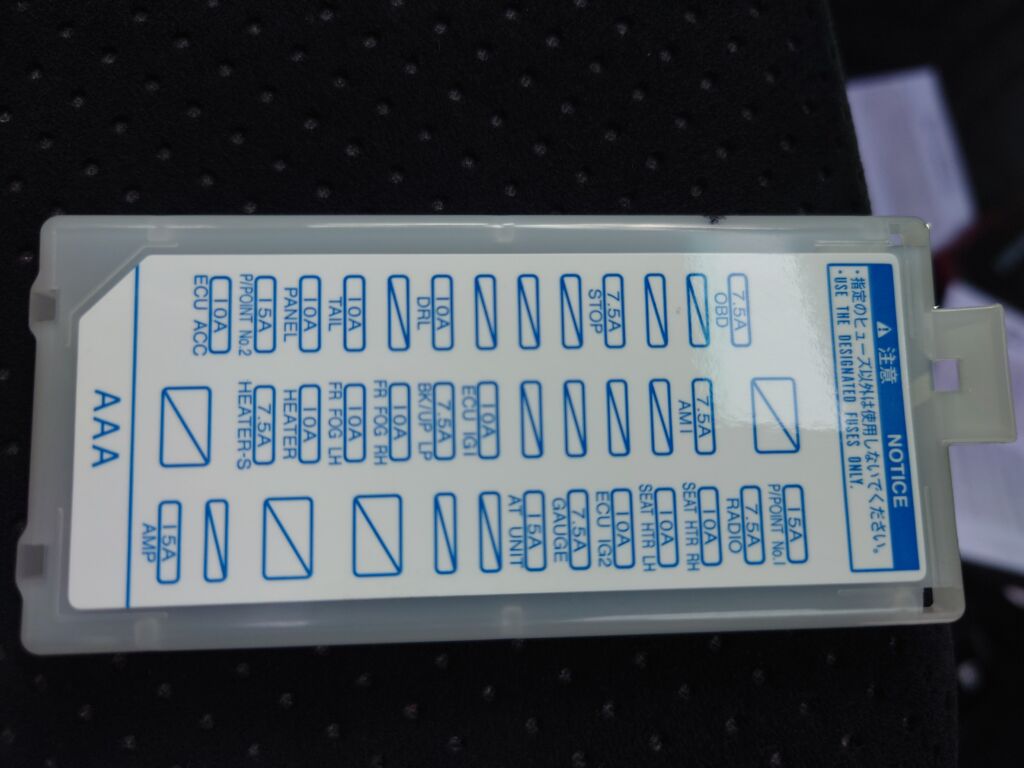 ⚠ 注意 NOTICE
・指定のヒューズ以外は使用しないでください。
・USE THE DESIGNATED FUSES ONLY.
7.5A
OBD
7.5A
STOP
10A
DRL
10A
TAIL
10A
PANEL
15A
P/POINT No.2
10A
ECU ACC
7.5A
AM1
10A
ECU IG1
7.5A
BK/UP LP
10A
FR FOG RH
10A
FR FOG LH
10A
HEATER
7.5A
HEATER-S
15A
P/POINT No.1
7.5A
RADIO
10A
SEAT HTR RH
10A
SEAT HTR LH
10A
ECU IG2
7.5A
GAUGE
15A
AT UNIT
15A
AMP
AAA